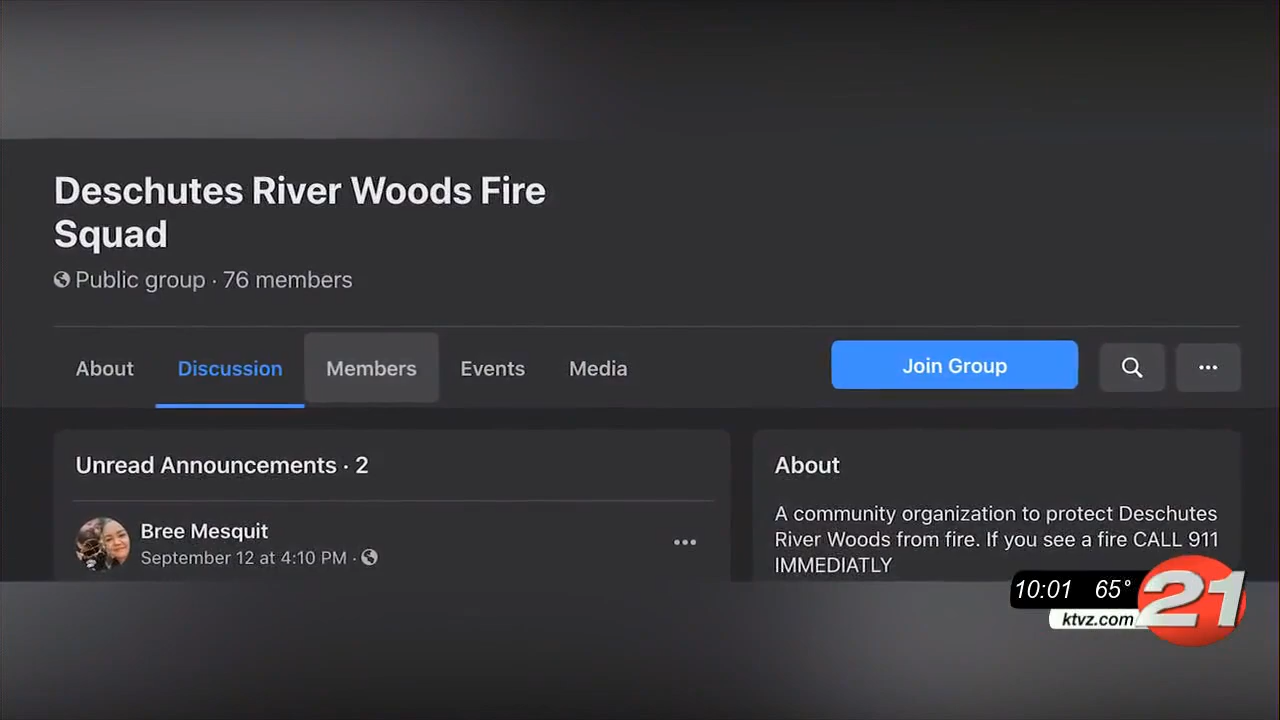 Deschutes River Woods Fire
Squad
Public group · 76 members
About
Discussion
Members
Events
Media
Join Group
Unread Announcements · 2
Bree Mesquit
September 12 at 4:10 PM ·
About
A community organization to protect Deschutes
River Woods from fire. If you see a fire CALL 911
IMMEDIATLY
10:01 65°
ktvz.com
21